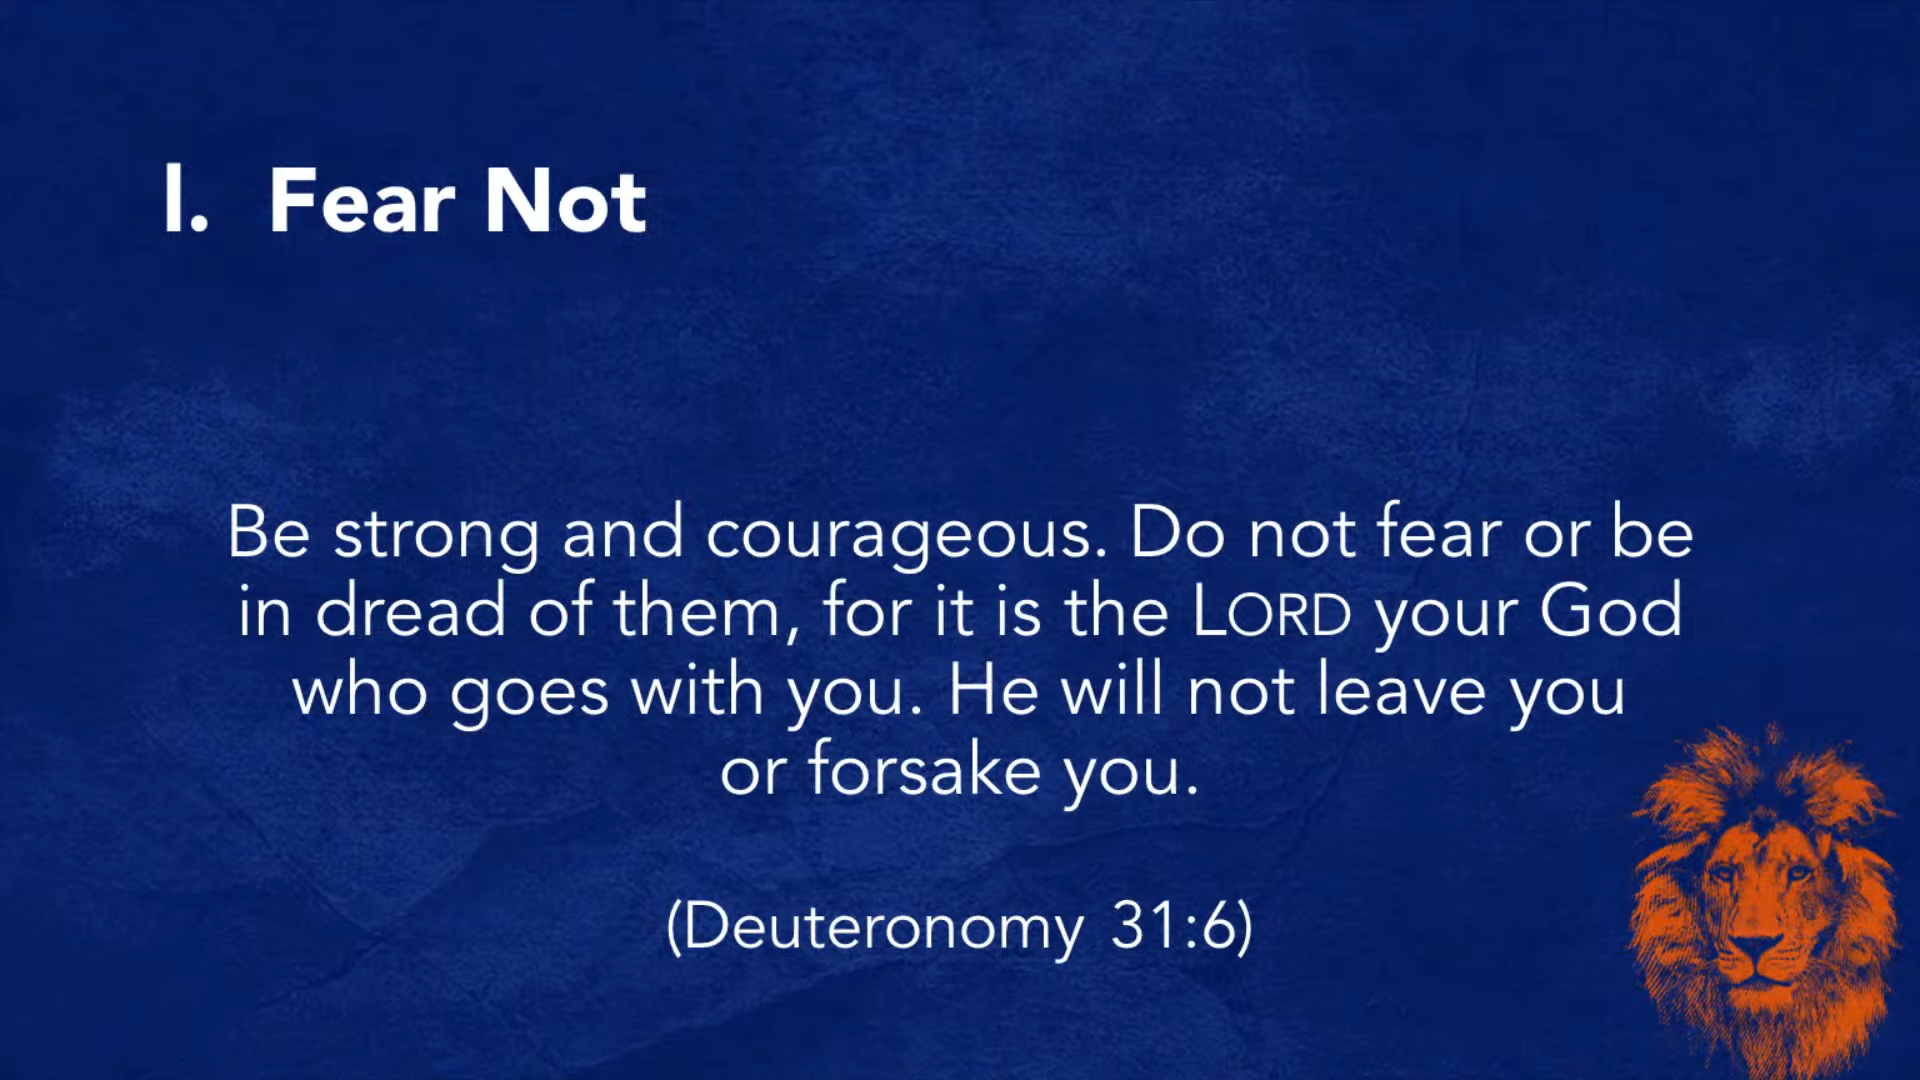 I. Fear Not
Be strong and courageous. Do not fear or be
in dread of them, for it is the LORD your God
who goes with you. He will not leave you
or forsake you.
(Deuteronomy 31:6)